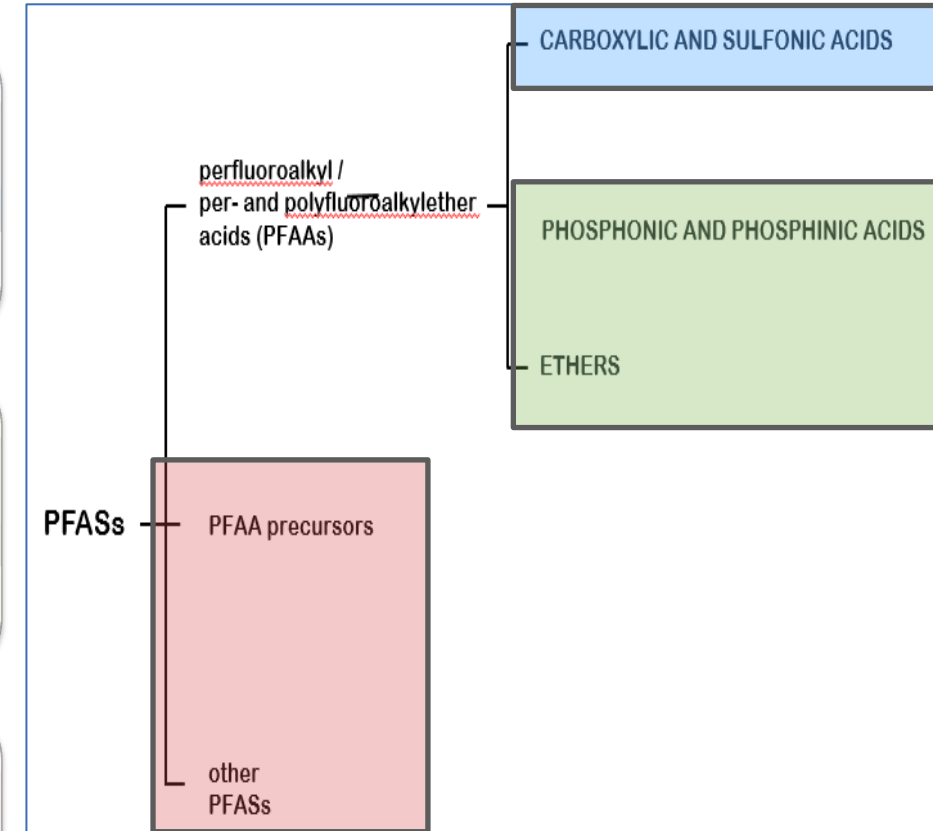 CARBOXYLIC AND SULFONIC ACIDS
perfluoroalkyl /
per- and polyfluoroalkylether
acids (PFAAs)
PHOSPHONIC AND PHOSPHINIC ACIDS
ETHERS
PFASs
PFAA precursors
other
PFASs